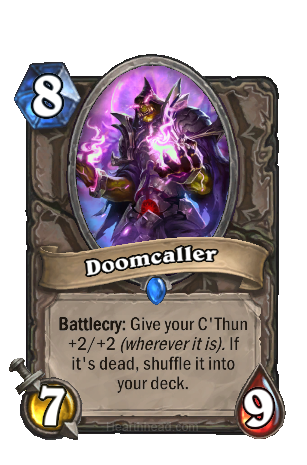 8
Doomcaller
Battlecry: Give your C'Thun
+2/+2 (wherever it is). If
it's dead, shuffle it into
your deck.
7
9